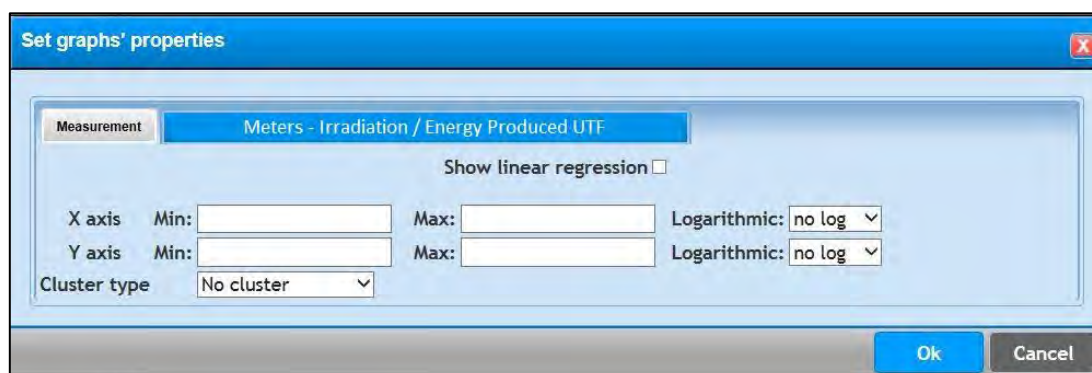 Set graphs' properties
X
Measurement
Meters - Irradiation / Energy Produced UTF
Show linear regression
X axis Min: Max: Logarithmic: no log
Y axis Min: Max: Logarithmic: no log
Cluster type No cluster
Ok Cancel